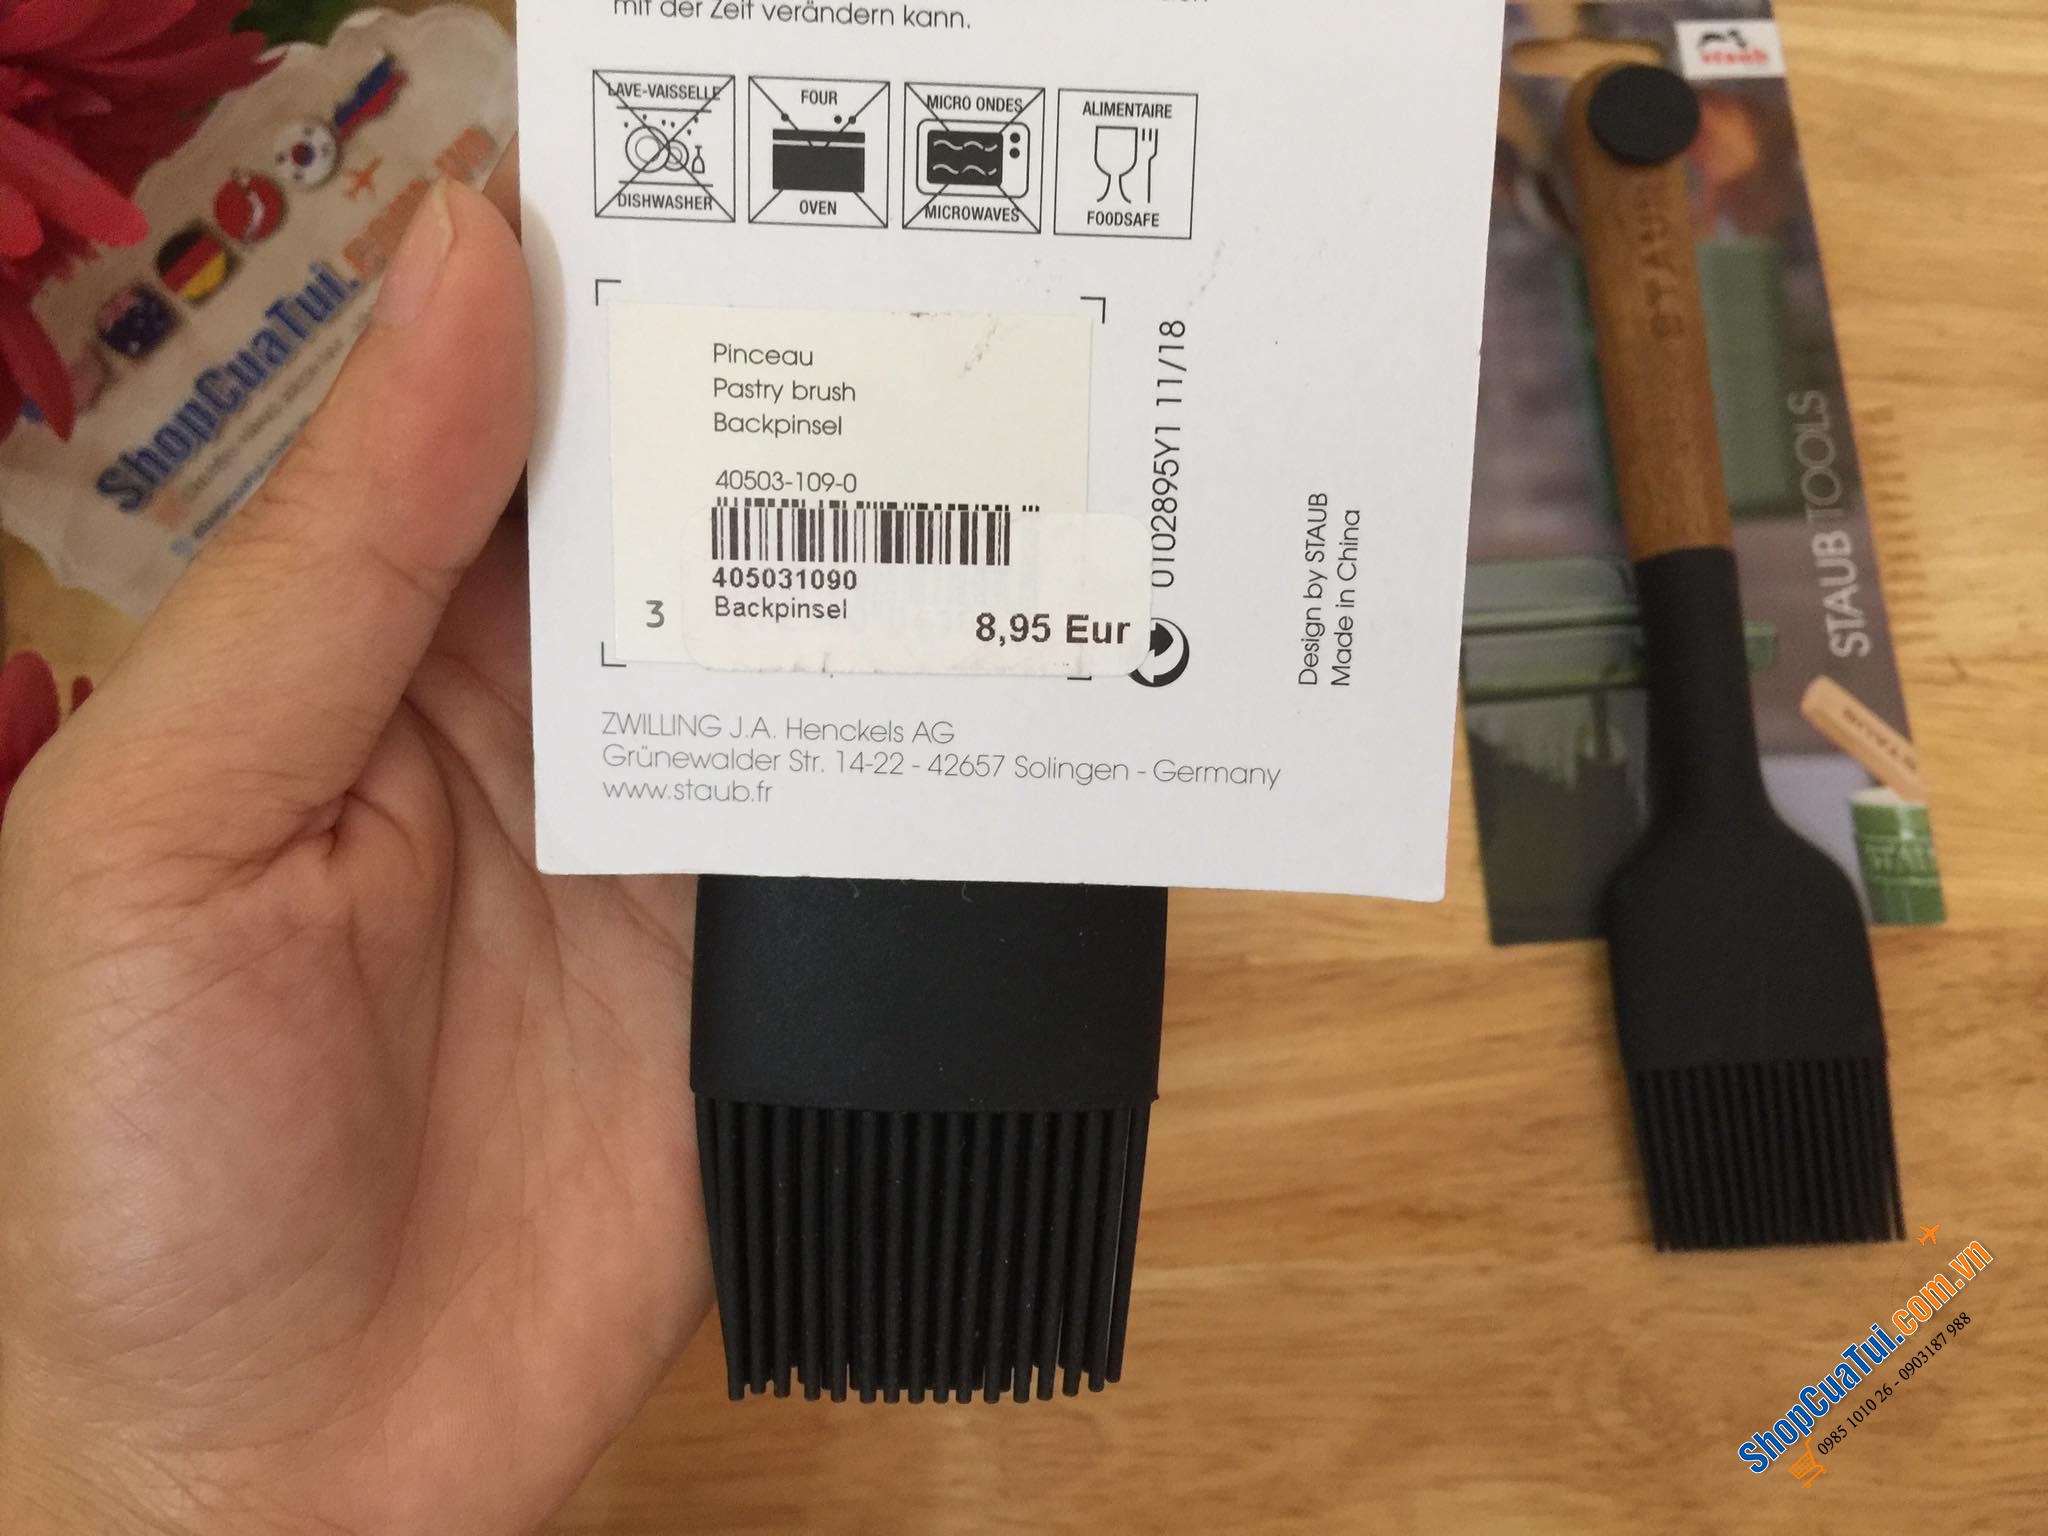 mit der Zeit verändern kann.
LAVE-VAISSELLE
DISHWASHER
FOUR
OVEN
MICRO ONDES
MICROWAVES
ALIMENTAIRE
FOODSAFE
Pinceau
Pastry brush
Backpinsel
40503-109-0
405031090
Backpinsel
3
8,95 Eur
0102895Y1 11/18
Design by STAUB
Made in China
ZWILLING J.A. Henckels AG
Grünewalder Str. 14-22 - 42657 Solingen - Germany
www.staub.fr
staub
STAUB
STAUB TOOLS
STAUB
ShopCuaTui.
ShopCuaTui.com.vn
0985 1010 26 - 0903187 988